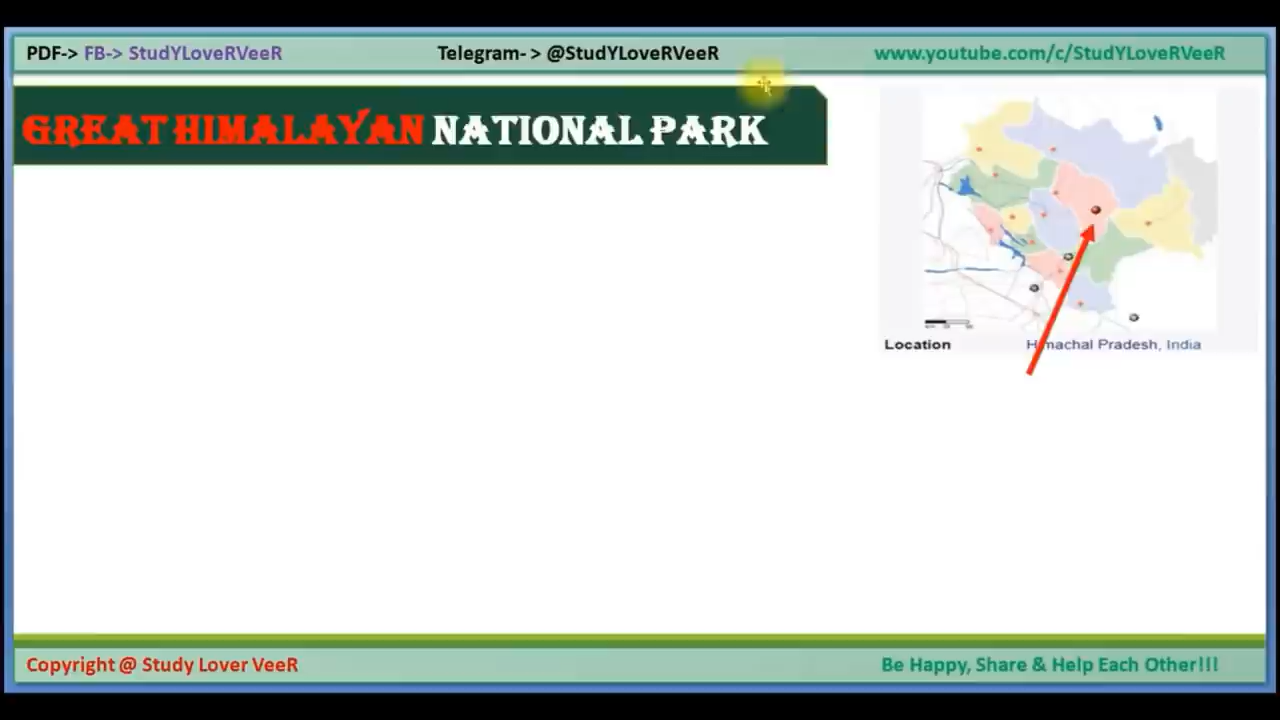 PDF-> FB-> StudYLoveRVeeR
Telegram- > @StudYLoveRVeeR
www.youtube.com/c/StudYLoveRVeeR
GREAT HIMALAYAN NATIONAL PARK
Location
Himachal Pradesh, India
Copyright @ Study Lover VeeR
Be Happy, Share & Help Each Other!!!